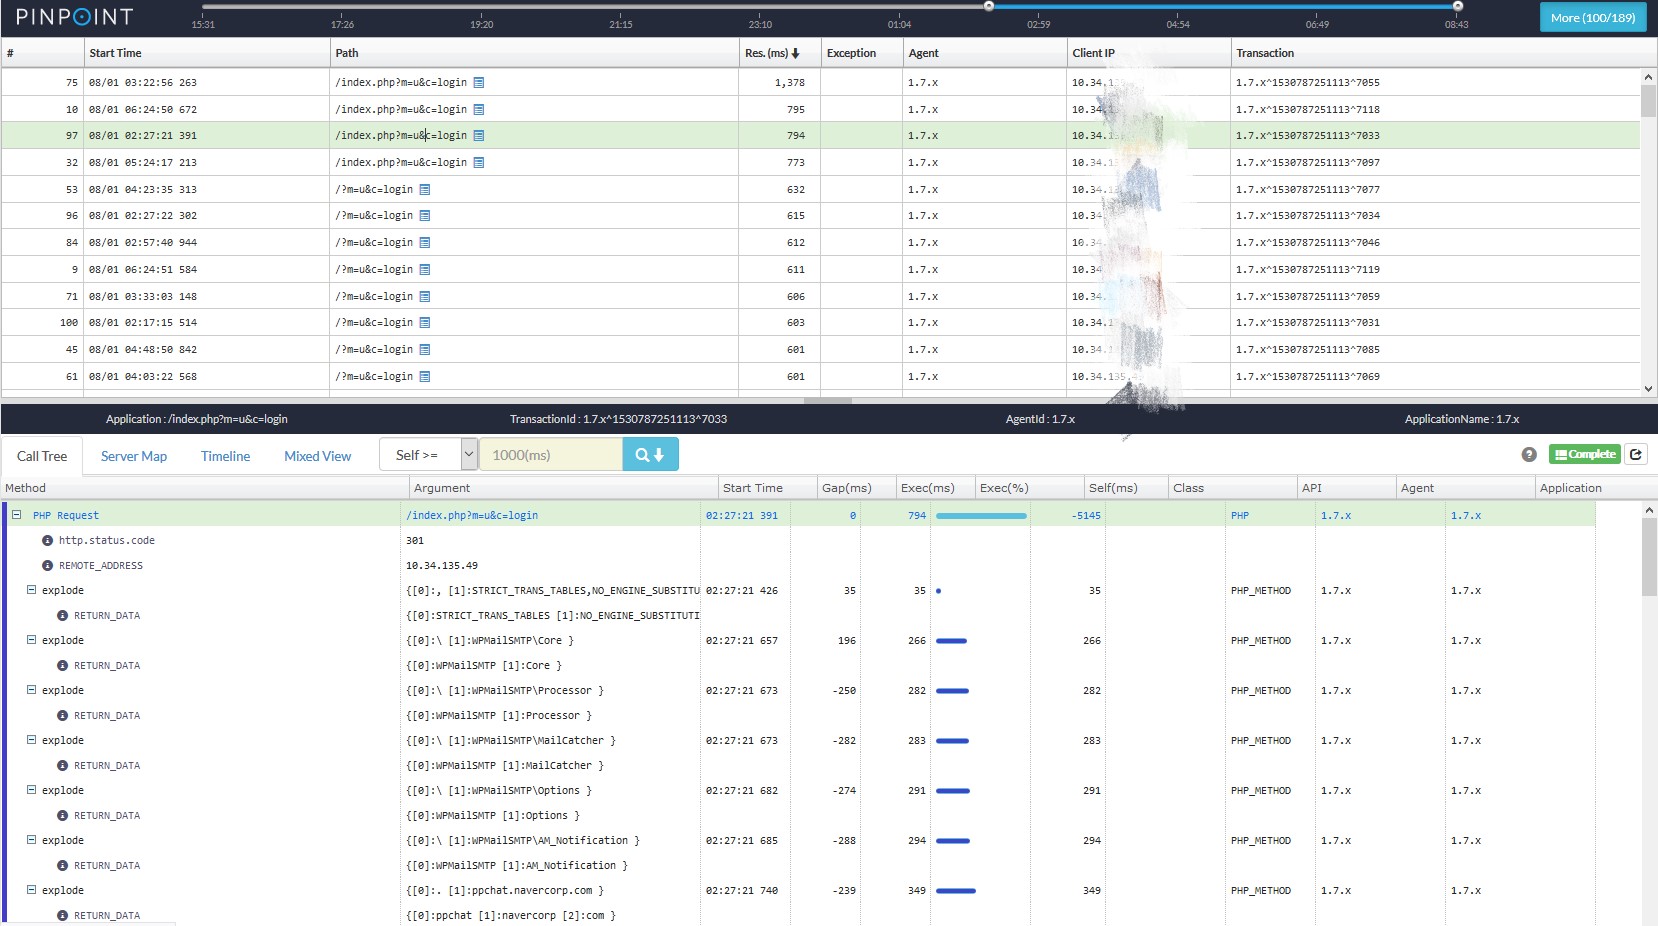 PINPOINT
15:31 17:26 19:20 21:15 23:10 01:04 02:59 04:54 06:49 08:43
More (100/189)
# Start Time Path Res. (ms) Exception Agent Client IP Transaction
75 08/01 03:22:56 263 /index.php?m=u&c=login 1,378 1.7.x 10.34. 1.7.x^1530787251113^7055
10 08/01 06:24:50 672 /index.php?m=u&c=login 795 1.7.x 10.34. 1.7.x^1530787251113^7118
97 08/01 02:27:21 391 /index.php?m=u&c=login 794 1.7.x 10.34. 1.7.x^1530787251113^7033
32 08/01 05:24:17 213 /index.php?m=u&c=login 773 1.7.x 10.34. 1.7.x^1530787251113^7097
53 08/01 04:23:35 313 /?m=u&c=login 632 1.7.x 10.34. 1.7.x^1530787251113^7077
96 08/01 02:27:22 302 /?m=u&c=login 615 1.7.x 10.34. 1.7.x^1530787251113^7034
84 08/01 02:57:40 944 /?m=u&c=login 612 1.7.x 10.34. 1.7.x^1530787251113^7046
9 08/01 06:24:51 584 /?m=u&c=login 611 1.7.x 10.34 1.7.x^1530787251113^7119
71 08/01 03:33:03 148 /?m=u&c=login 606 1.7.x 10.34. 1.7.x^1530787251113^7059
100 08/01 02:17:15 514 /?m=u&c=login 603 1.7.x 10.34. 1.7.x^1530787251113^7031
45 08/01 04:48:50 842 /?m=u&c=login 601 1.7.x 10.34. 1.7.x^1530787251113^7085
61 08/01 04:03:22 568 /?m=u&c=login 601 1.7.x 10.34.135. 1.7.x^1530787251113^7069
Application : /index.php?m=u&c=login TransactionId : 1.7.x^1530787251113^7033 AgentId : 1.7.x ApplicationName : 1.7.x
Call Tree Server Map Timeline Mixed View Self >= 1000(ms) Complete
Method Argument Start Time Gap(ms) Exec(ms) Exec(%) Self(ms) Class API Agent Application
PHP Request /index.php?m=u&c=login 02:27:21 391 0 794 -5145 PHP 1.7.x 1.7.x
http.status.code 301
REMOTE_ADDRESS 10.34.135.49
explode {[0]:, [1]:STRICT_TRANS_TABLES,NO_ENGINE_SUBSTITU 02:27:21 426 35 35 35 PHP_METHOD 1.7.x 1.7.x
RETURN_DATA {[0]:STRICT_TRANS_TABLES [1]:NO_ENGINE_SUBSTITUTI
explode {[0]:\ [1]:WPMailSMTP\Core } 02:27:21 657 196 266 266 PHP_METHOD 1.7.x 1.7.x
RETURN_DATA {[0]:WPMailSMTP [1]:Core }
explode {[0]:\ [1]:WPMailSMTP\Processor } 02:27:21 673 -250 282 282 PHP_METHOD 1.7.x 1.7.x
RETURN_DATA {[0]:WPMailSMTP [1]:Processor }
explode {[0]:\ [1]:WPMailSMTP\MailCatcher } 02:27:21 673 -282 283 283 PHP_METHOD 1.7.x 1.7.x
RETURN_DATA {[0]:WPMailSMTP [1]:MailCatcher }
explode {[0]:\ [1]:WPMailSMTP\Options } 02:27:21 682 -274 291 291 PHP_METHOD 1.7.x 1.7.x
RETURN_DATA {[0]:WPMailSMTP [1]:Options }
explode {[0]:\ [1]:WPMailSMTP\AM_Notification } 02:27:21 685 -288 294 294 PHP_METHOD 1.7.x 1.7.x
RETURN_DATA {[0]:WPMailSMTP [1]:AM_Notification }
explode {[0]:. [1]:ppchat.navercorp.com } 02:27:21 740 -239 349 349 PHP_METHOD 1.7.x 1.7.x
RETURN_DATA {[0]:ppchat [1]:navercorp [2]:com }